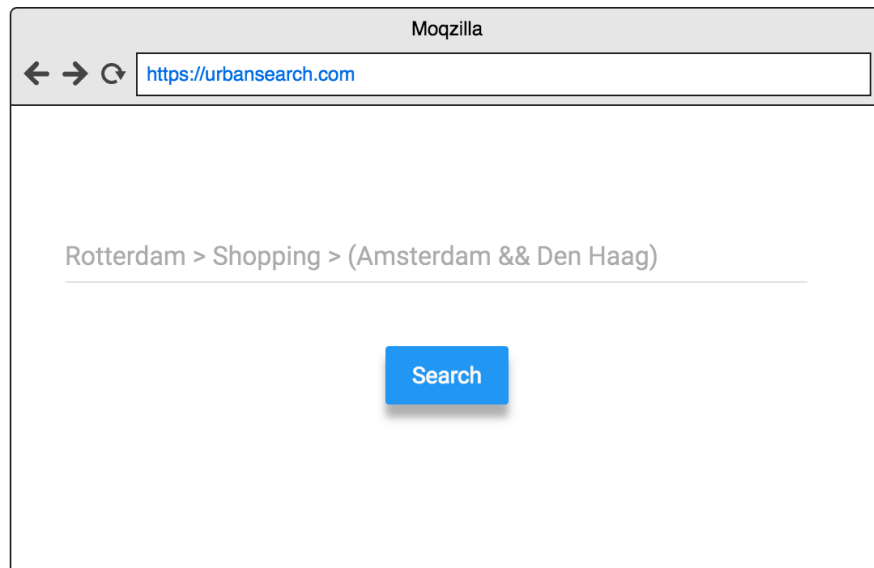 Moqzilla
https://urbansearch.com
Rotterdam > Shopping > (Amsterdam && Den Haag)
Search